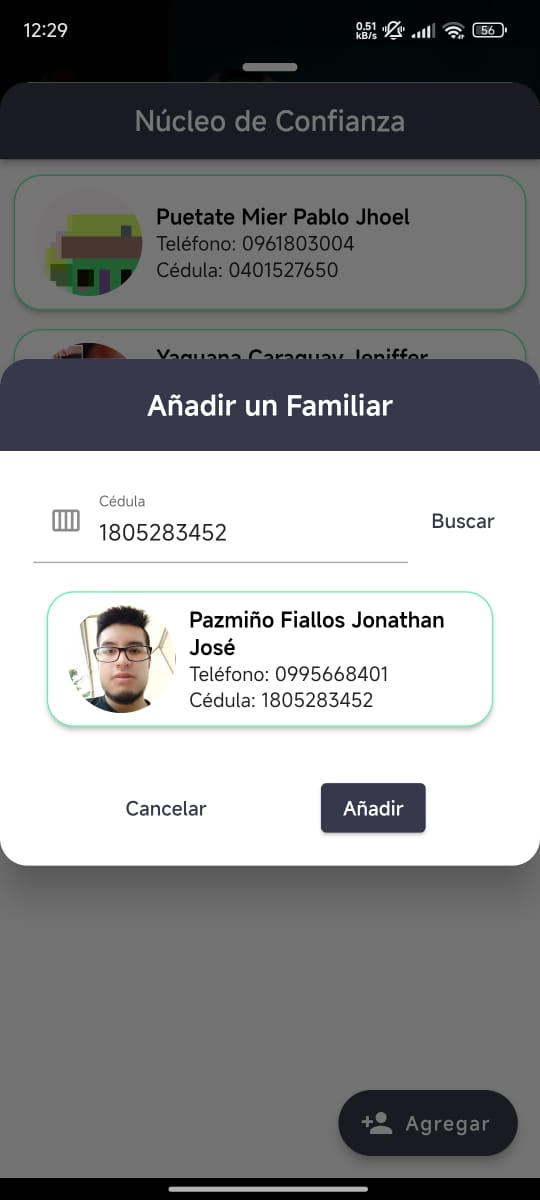 12:29
0.51
kB/s
56
Núcleo de Confianza
Puetate Mier Pablo Jhoel
Teléfono: 0961803004
Cédula: 0401527650
Yaguana Caraguay Jeniffer
Añadir un Familiar
Cédula
1805283452
Buscar
Pazmiño Fiallos Jonathan
José
Teléfono: 0995668401
Cédula: 1805283452
Cancelar
Añadir
Agregar